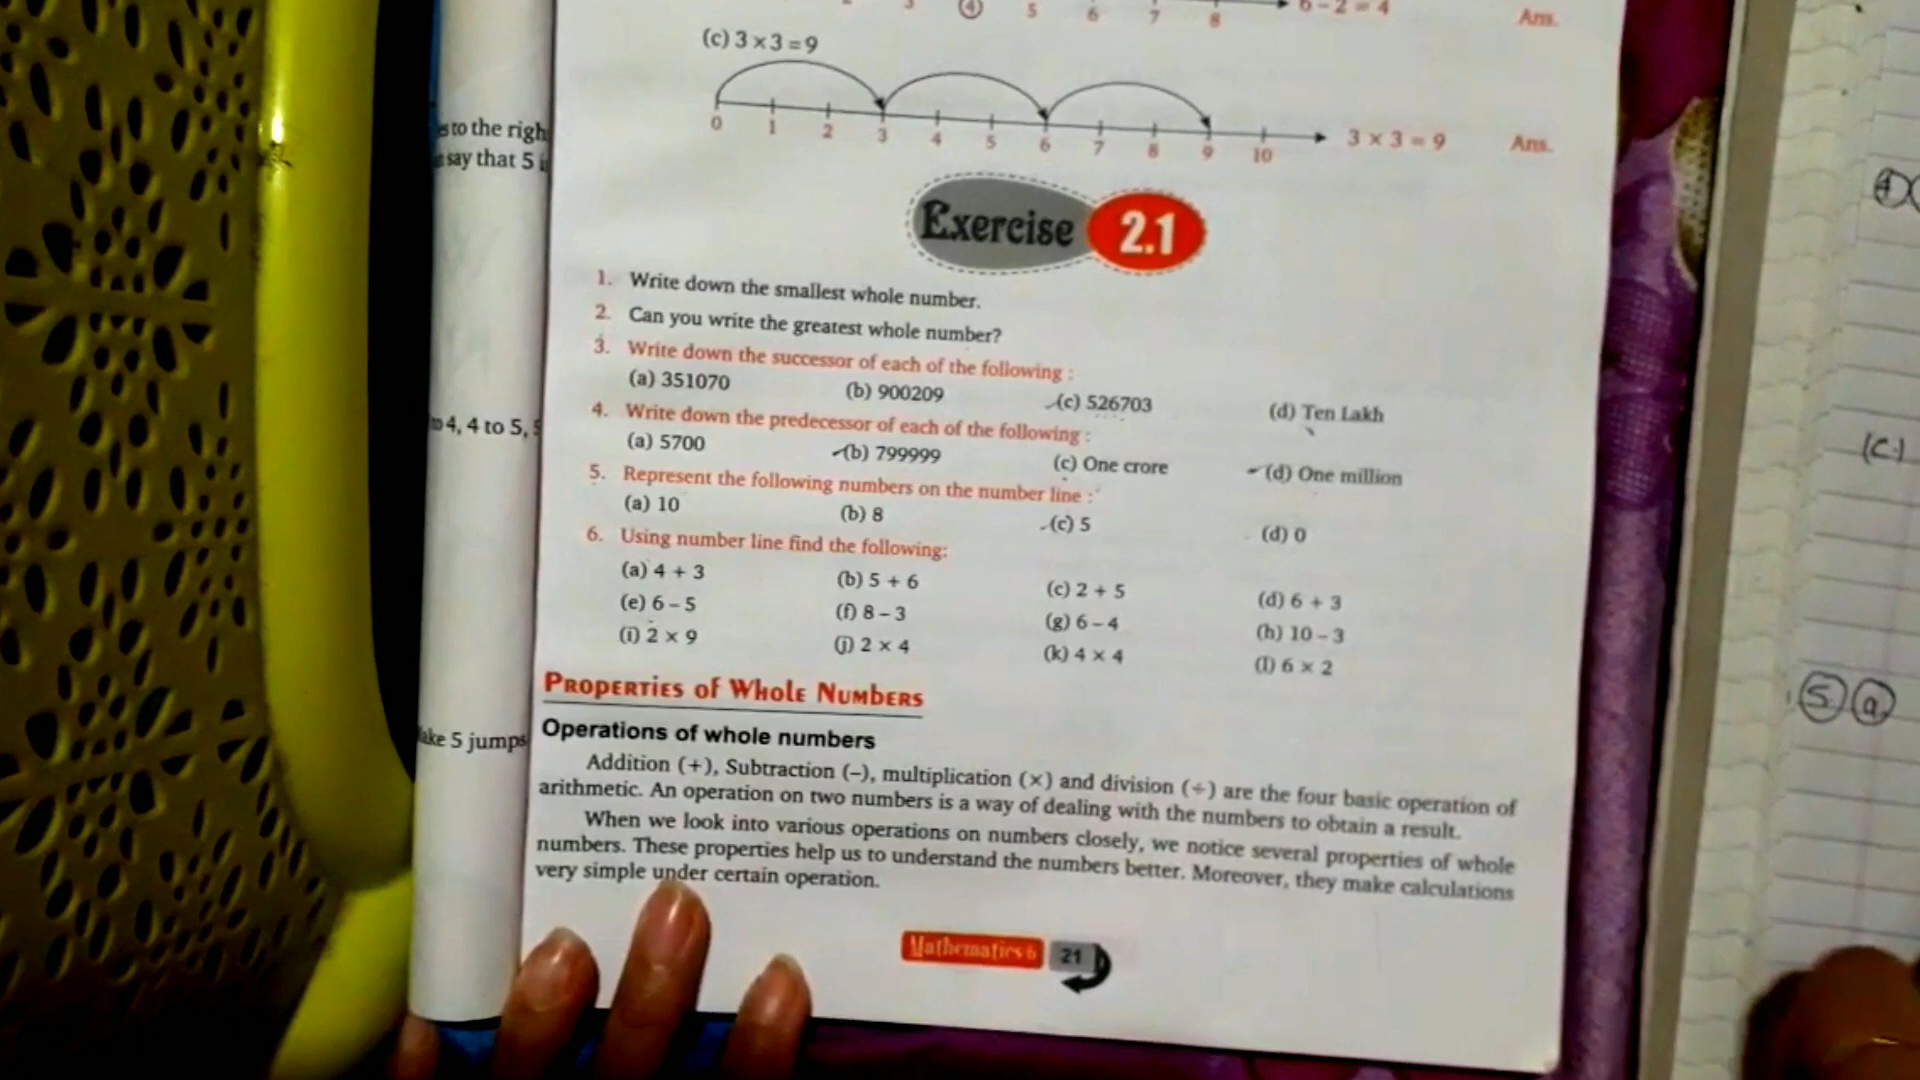 ④ 5 6 7 8 6 – 2 = 4 Ans.
(c) 3 × 3 = 9
0 1 2 3 4 5 6 7 8 9 10 3 × 3 = 9 Ans.
to the righ
say that 5
Exercise 2.1
1. Write down the smallest whole number.
2. Can you write the greatest whole number?
3. Write down the successor of each of the following :
(a) 351070 (b) 900209 (c) 526703 (d) Ten Lakh
4. Write down the predecessor of each of the following :
(a) 5700 (b) 799999 (c) One crore (d) One million
4, 4 to 5, 5
5. Represent the following numbers on the number line :
(a) 10 (b) 8 (c) 5 (d) 0
6. Using number line find the following:
(a) 4 + 3 (b) 5 + 6 (c) 2 + 5 (d) 6 + 3
(e) 6 – 5 (f) 8 – 3 (g) 6 – 4 (h) 10 – 3
(i) 2 × 9 (j) 2 × 4 (k) 4 × 4 (l) 6 × 2
Properties of Whole Numbers
Operations of whole numbers
ake 5 jumps
Addition (+), Subtraction (–), multiplication (×) and division (÷) are the four basic operation of
arithmetic. An operation on two numbers is a way of dealing with the numbers to obtain a result.
When we look into various operations on numbers closely, we notice several properties of whole
numbers. These properties help us to understand the numbers better. Moreover, they make calculations
very simple under certain operation.
Mathematics 6 21
④
(c)
⑤ ⓐ